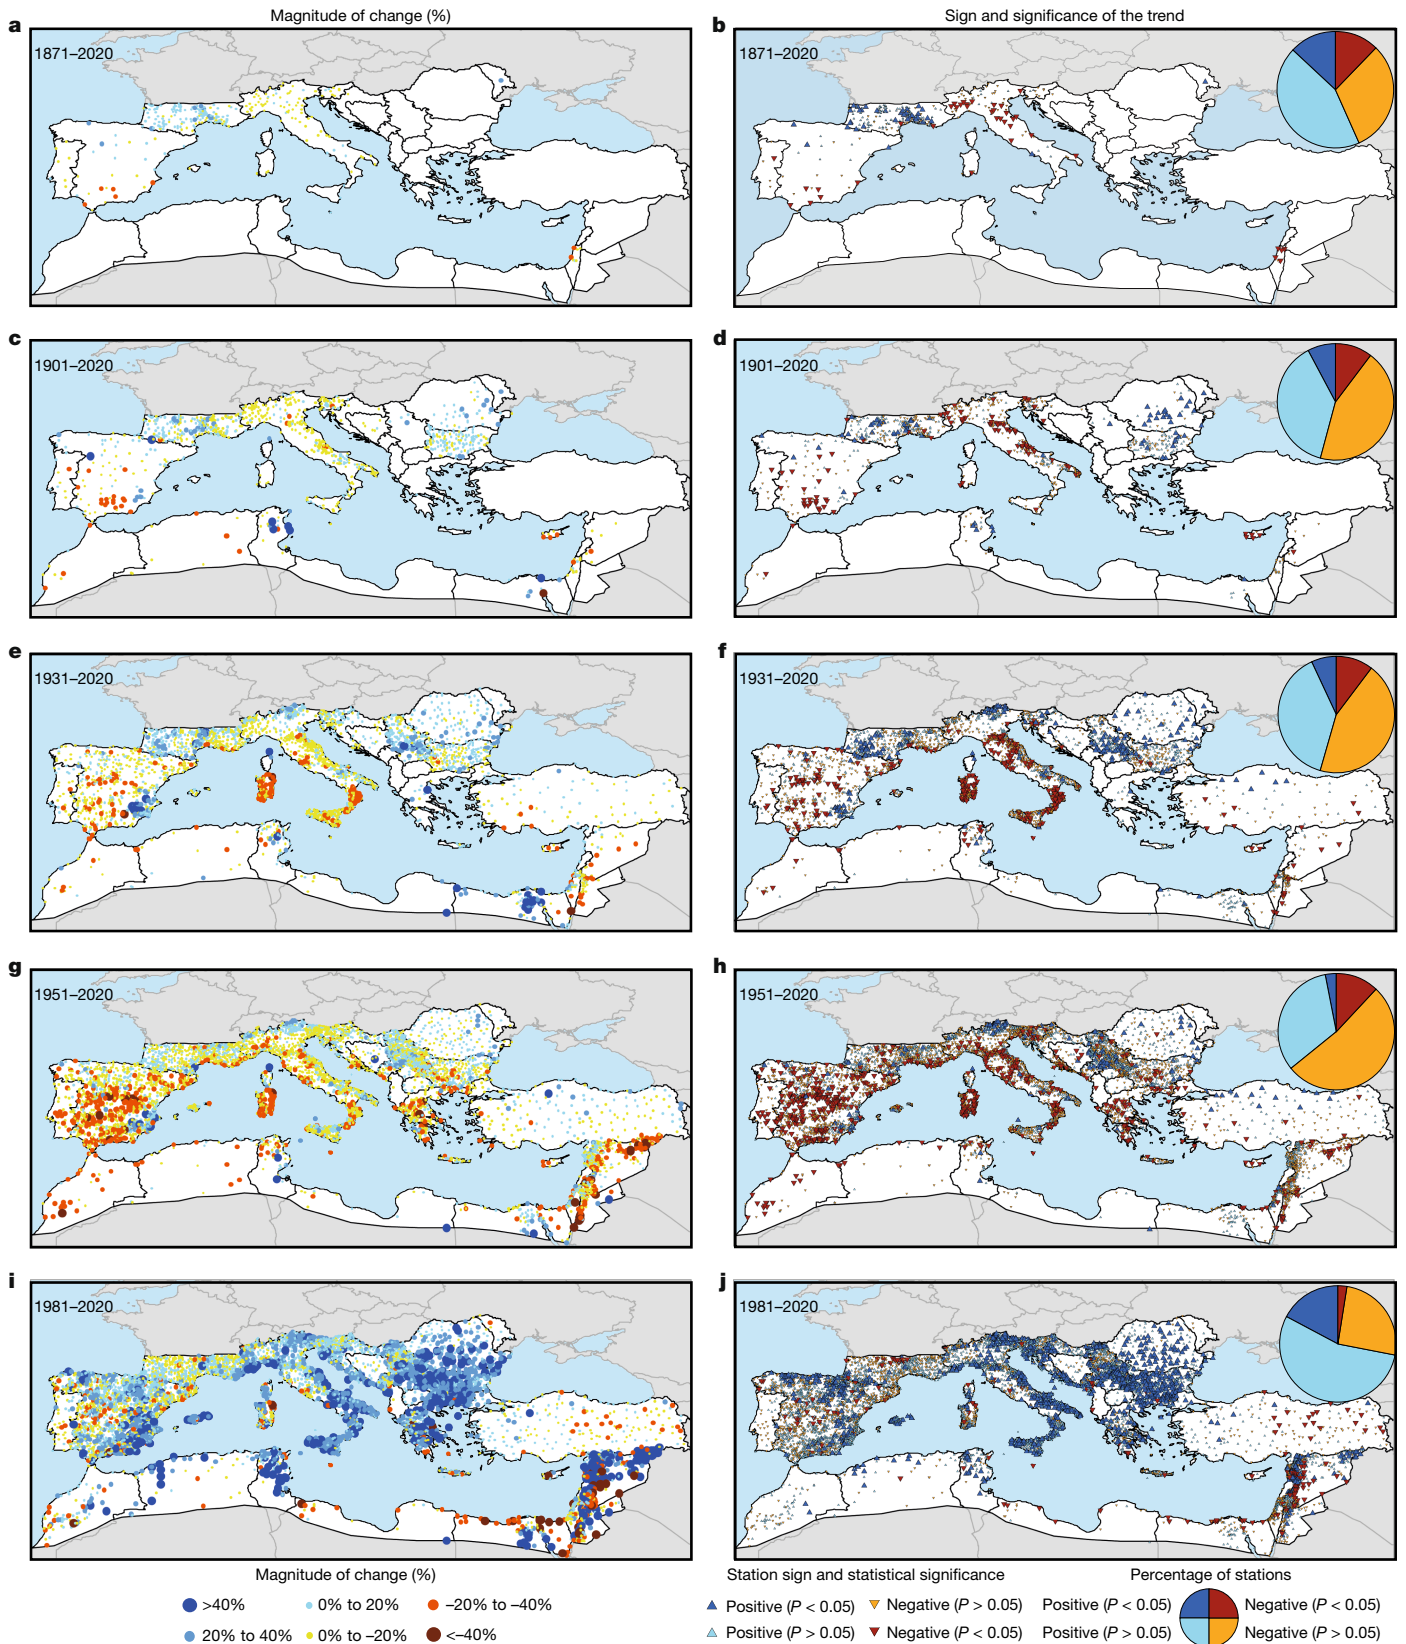 Magnitude of change (%)
Sign and significance of the trend
a
1871–2020
b
1871–2020
c
1901–2020
d
1901–2020
e
1931–2020
f
1931–2020
g
1951–2020
h
1951–2020
i
1981–2020
j
1981–2020
Magnitude of change (%)
>40%
0% to 20%
–20% to –40%
20% to 40%
0% to –20%
<–40%
Station sign and statistical significance
Positive (P < 0.05)
Negative (P > 0.05)
Positive (P > 0.05)
Negative (P < 0.05)
Percentage of stations
Positive (P < 0.05)
Negative (P < 0.05)
Positive (P > 0.05)
Negative (P > 0.05)